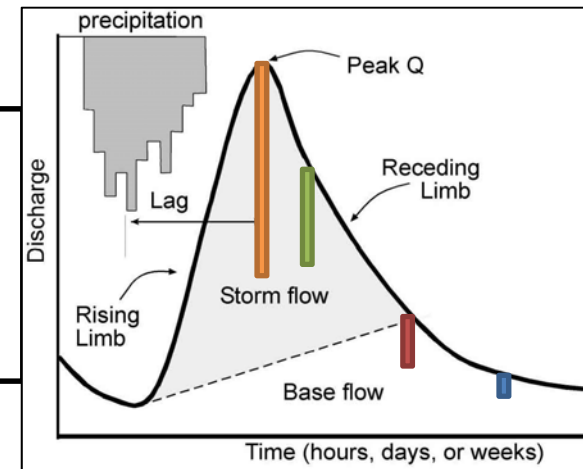 precipitation
Peak Q
Receding
Limb
Lag
Discharge
Storm flow
Rising
Limb
Base flow
Time (hours, days, or weeks)